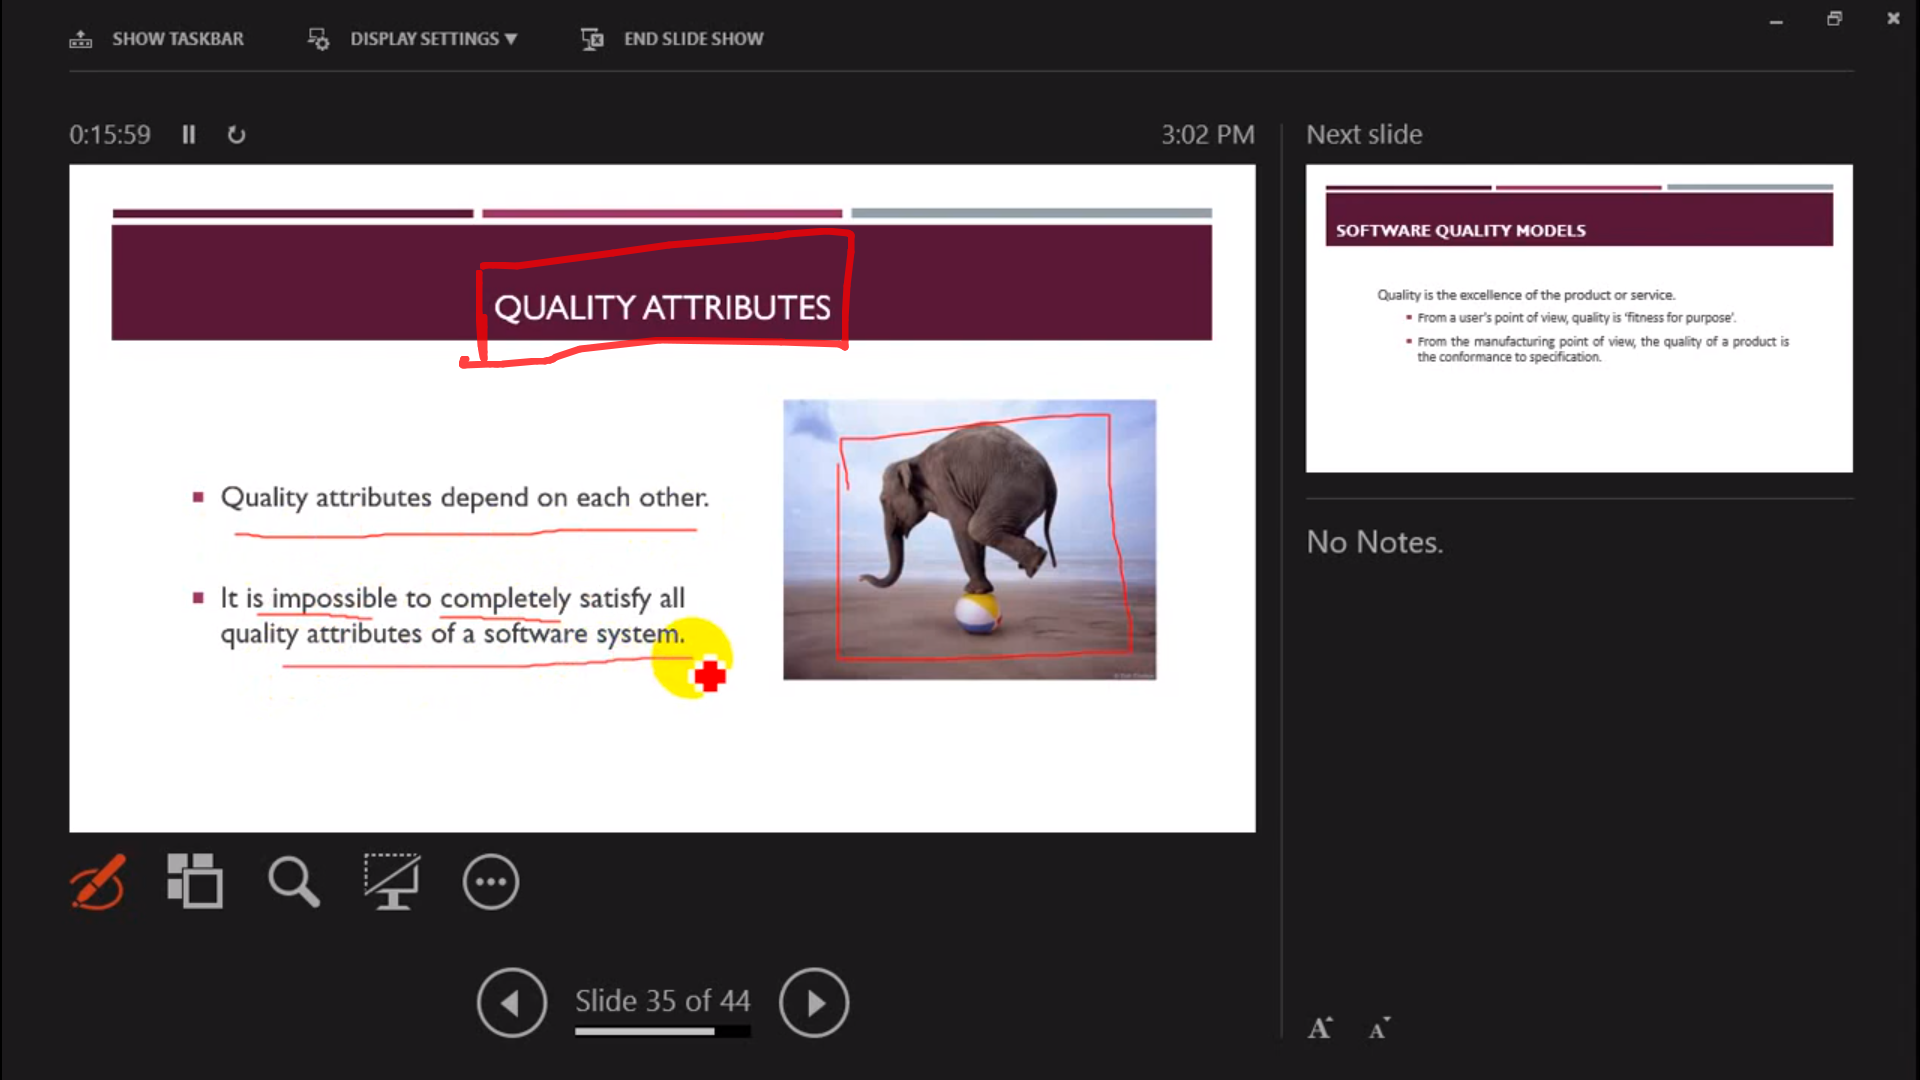 SHOW TASKBAR
DISPLAY SETTINGS ▼
END SLIDE SHOW
0:15:59
3:02 PM
QUALITY ATTRIBUTES
▪ Quality attributes depend on each other.
▪ It is impossible to completely satisfy all
quality attributes of a software system.
Slide 35 of 44
Next slide
SOFTWARE QUALITY MODELS
Quality is the excellence of the product or service.
▪ From a user's point of view, quality is 'fitness for purpose'.
▪ From the manufacturing point of view, the quality of a product is
the conformance to specification.
No Notes.
A A